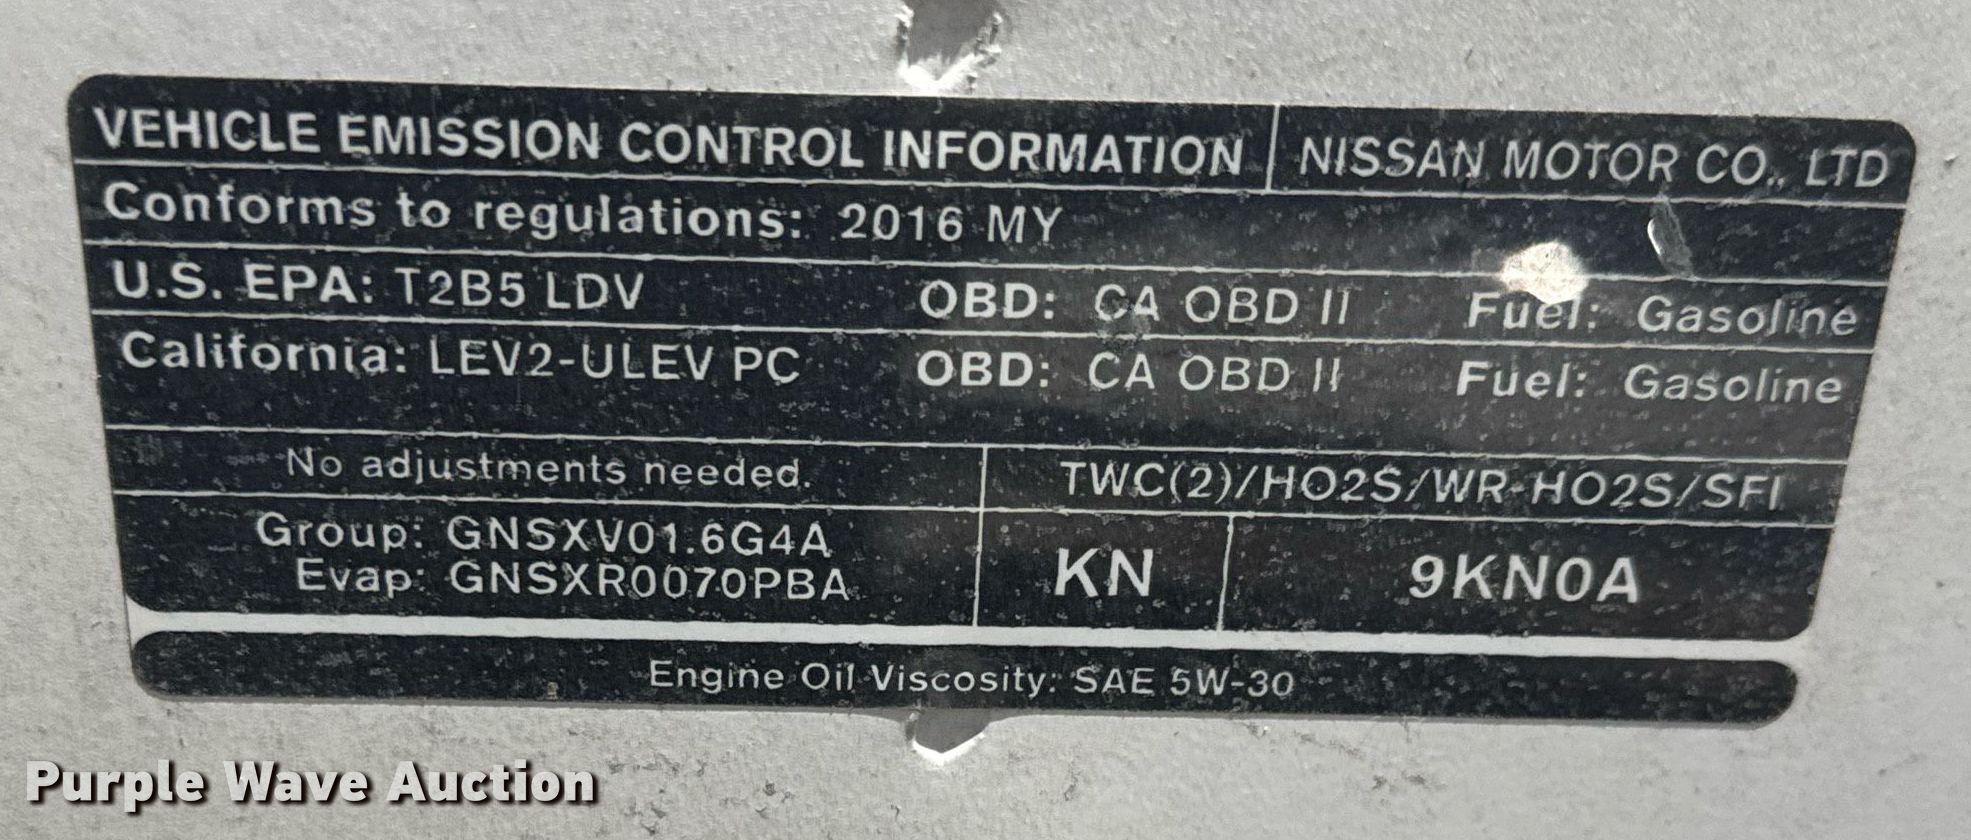 VEHICLE EMISSION CONTROL INFORMATION NISSAN MOTOR CO., LTD
Conforms to regulations: 2016 MY
U.S. EPA: T2B5 LDV OBD: CA OBD II Fuel: Gasoline
California: LEV2-ULEV PC OBD: CA OBD II Fuel: Gasoline
No adjustments needed. TWC(2)/HO2S/WR-HO2S/SFI
Group: GNSXV01.6G4A
Evap: GNSXR0070PBA
KN 9KN0A
Engine Oil Viscosity: SAE 5W-30
Purple Wave Auction